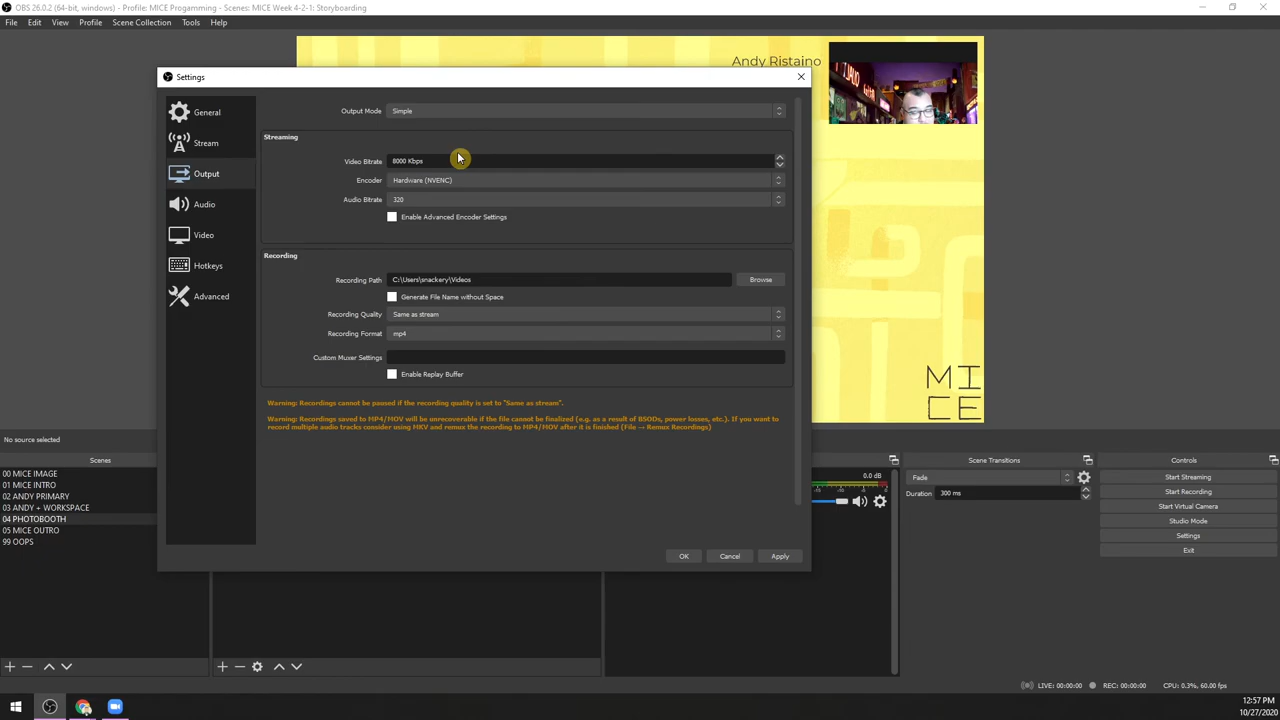 OBS 26.0.2 (64-bit, windows) - Profile: MICE Progamming - Scenes: MICE Week 4-2-1: Storyboarding
File Edit View Profile Scene Collection Tools Help
Andy Ristaino
Settings
General
Stream
Output
Audio
Video
Hotkeys
Advanced
Output Mode Simple
Streaming
Video Bitrate 8000 Kbps
Encoder Hardware (NVENC)
Audio Bitrate 320
Enable Advanced Encoder Settings
Recording
Recording Path C:\Users\snackery\Videos Browse
Generate File Name without Space
Recording Quality Same as stream
Recording Format mp4
Custom Muxer Settings
Enable Replay Buffer
Warning: Recordings cannot be paused if the recording quality is set to "Same as stream".
Warning: Recordings saved to MP4/MOV will be unrecoverable if the file cannot be finalized (e.g. as a result of BSODs, power losses, etc.). If you want to
record multiple audio tracks consider using MKV and remux the recording to MP4/MOV after it is finished (File → Remux Recordings)
OK Cancel Apply
MI
CE
No source selected
Scenes
00 MICE IMAGE
01 MICE INTRO
02 ANDY PRIMARY
03 ANDY + WORKSPACE
04 PHOTOBOOTH
05 MICE OUTRO
99 OOPS
0.0 dB
Scene Transitions
Fade
Duration 300 ms
Controls
Start Streaming
Start Recording
Start Virtual Camera
Studio Mode
Settings
Exit
LIVE: 00:00:00 REC: 00:00:00 CPU: 0.3%, 60.00 fps
12:57 PM
10/27/2020